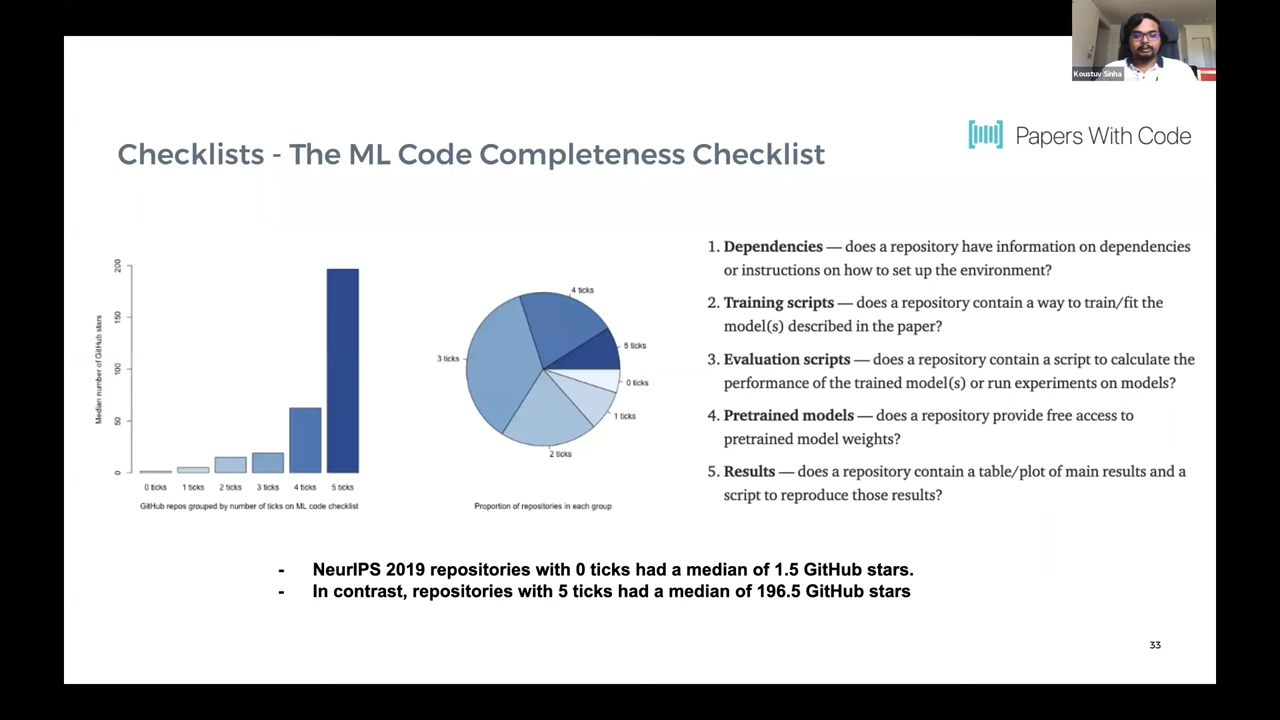 Koustuv Sinha
Papers With Code
Checklists - The ML Code Completeness Checklist
200
150
100
50
0
Median number of GitHub stars
0 ticks
1 ticks
2 ticks
3 ticks
4 ticks
5 ticks
GitHub repos grouped by number of ticks on ML code checklist
4 ticks
5 ticks
3 ticks
0 ticks
1 ticks
2 ticks
Proportion of repositories in each group
1. Dependencies — does a repository have information on dependencies
or instructions on how to set up the environment?
2. Training scripts — does a repository contain a way to train/fit the
model(s) described in the paper?
3. Evaluation scripts — does a repository contain a script to calculate the
performance of the trained model(s) or run experiments on models?
4. Pretrained models — does a repository provide free access to
pretrained model weights?
5. Results — does a repository contain a table/plot of main results and a
script to reproduce those results?
- NeurIPS 2019 repositories with 0 ticks had a median of 1.5 GitHub stars.
- In contrast, repositories with 5 ticks had a median of 196.5 GitHub stars
33